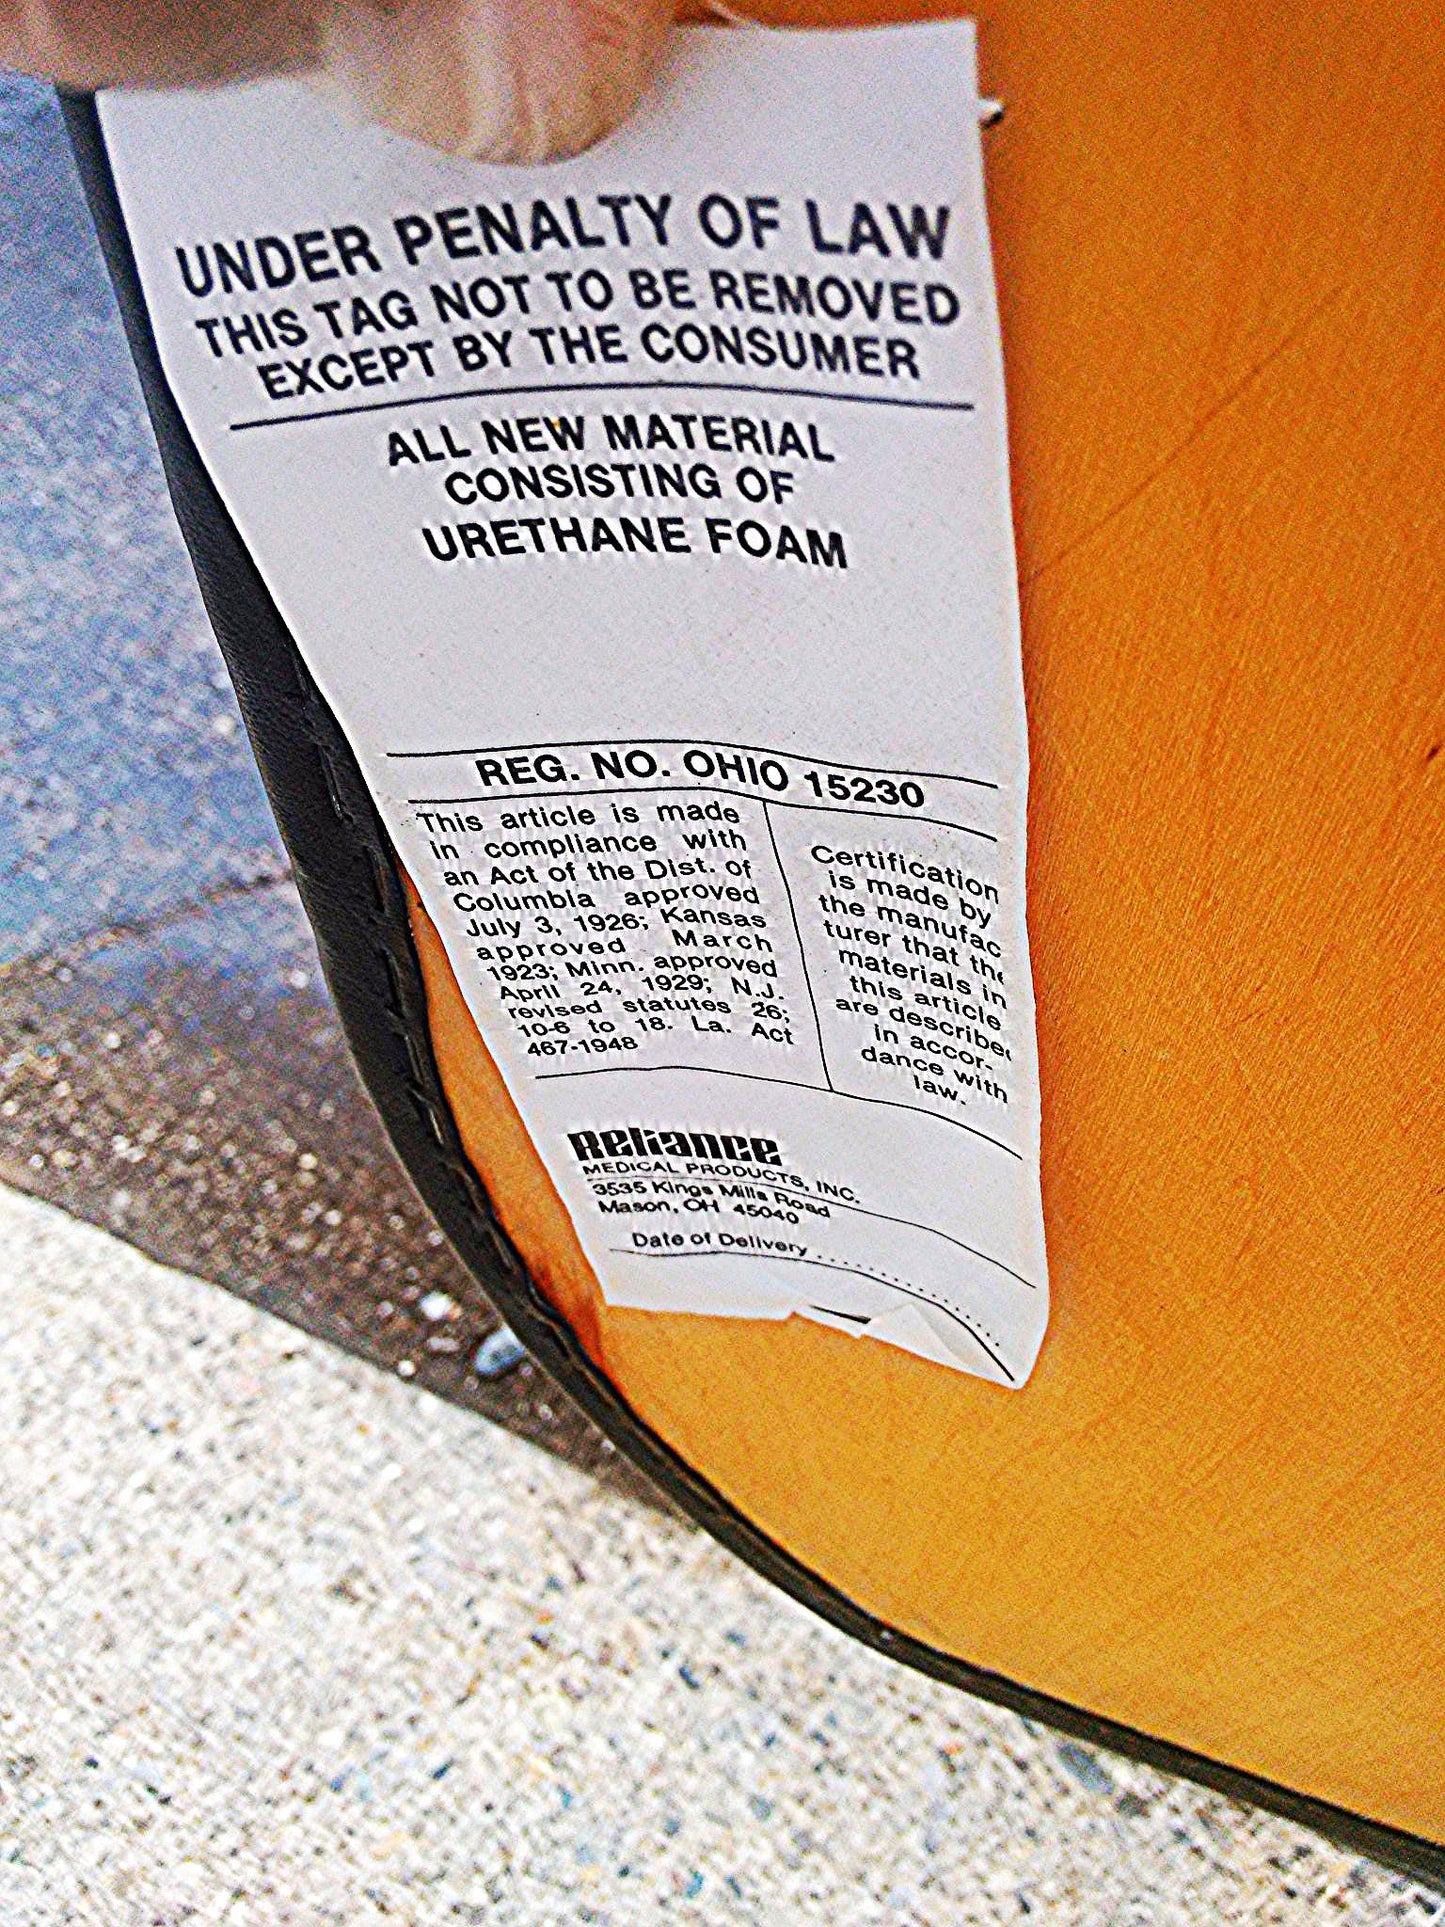 UNDER PENALTY OF LAW
THIS TAG NOT TO BE REMOVED
EXCEPT BY THE CONSUMER
ALL NEW MATERIAL
CONSISTING OF
URETHANE FOAM
REG. NO. OHIO 15230
This article is made
in compliance with
an Act of the Dist. of
Columbia approved
July 3, 1926; Kansas
approved March
1923; Minn. approved
April 24, 1929; N.J.
revised statutes 26;
10-6 to 18. La. Act
467-1948
Certification
is made by
the manufac
turer that the
materials in
this article
are described
in accor-
dance with
law.
Reliance
MEDICAL PRODUCTS, INC.
3535 Kings Mills Road
Mason, OH 45040
Date of Delivery